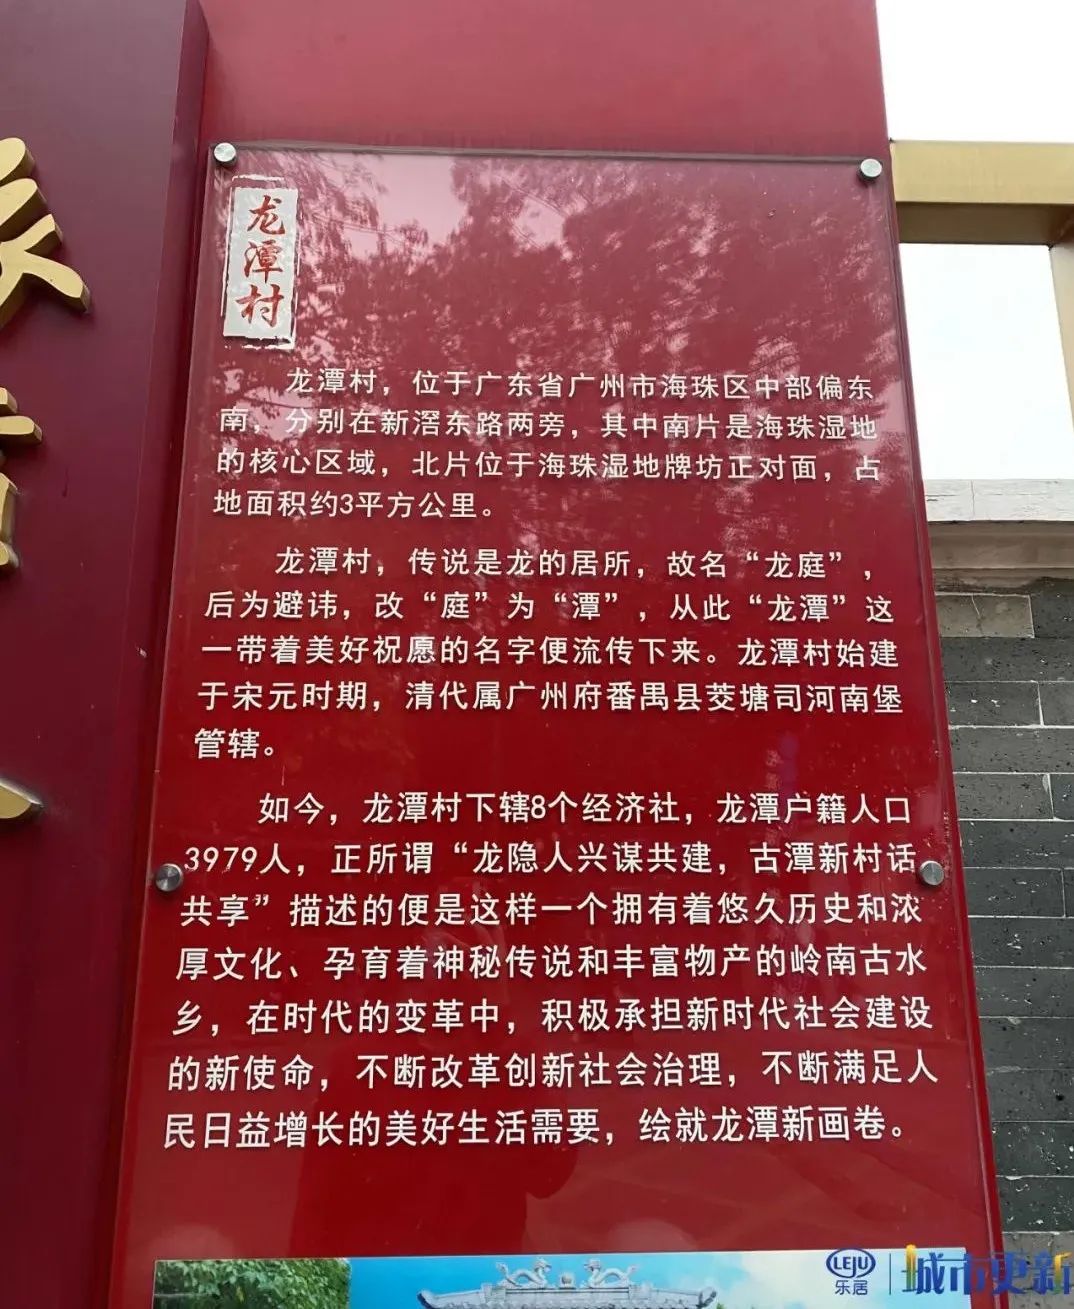 龙潭村
龙潭村，位于广东省广州市海珠区中部偏东
南，分别在新滘东路两旁，其中南片是海珠湿地
的核心区域，北片位于海珠湿地牌坊正对面，占
地面积约3平方公里。
龙潭村，传说是龙的居所，故名“龙庭”，
后为避讳，改“庭”为“潭”，从此“龙潭”这
一带着美好祝愿的名字便流传下来。龙潭村始建
于宋元时期，清代属广州府番禺县茭塘司河南堡
管辖。
如今，龙潭村下辖8个经济社，龙潭户籍人口
3979人，正所谓“龙隐人兴谋共建，古潭新村话
共享”描述的便是这样一个拥有着悠久历史和浓
厚文化、孕育着神秘传说和丰富物产的岭南古水
乡，在时代的变革中，积极承担新时代社会建设
的新使命，不断改革创新社会治理，不断满足人
民日益增长的美好生活需要，绘就龙潭新画卷。
LEJU
乐居
城市更新